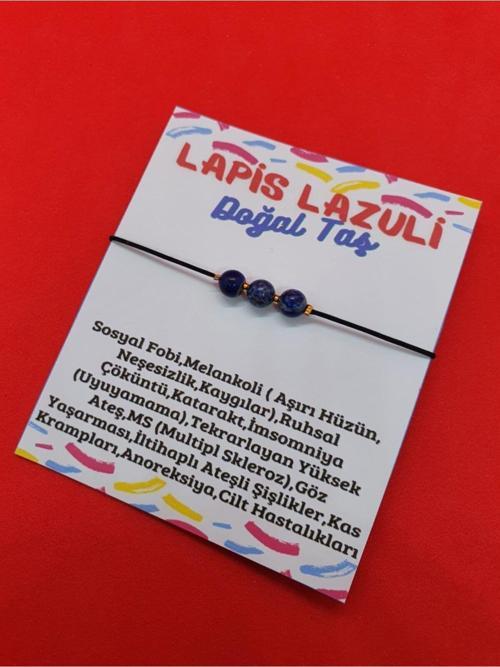 LAPİS LAZULİ
Doğal Taş
Sosyal Fobi,Melankoli ( Aşırı Hüzün,
Neşesizlik,Kaygılar),Ruhsal
Çöküntü,Katarakt,İmsomniya
(Uyuyamama),Tekrarlayan Yüksek
Ateş,MS (Multipl Skleroz),Göz
Yaşarması,İltihaplı Ateşli Şişlikler,Kas
Krampları,Anoreksiya,Cilt Hastalıkları